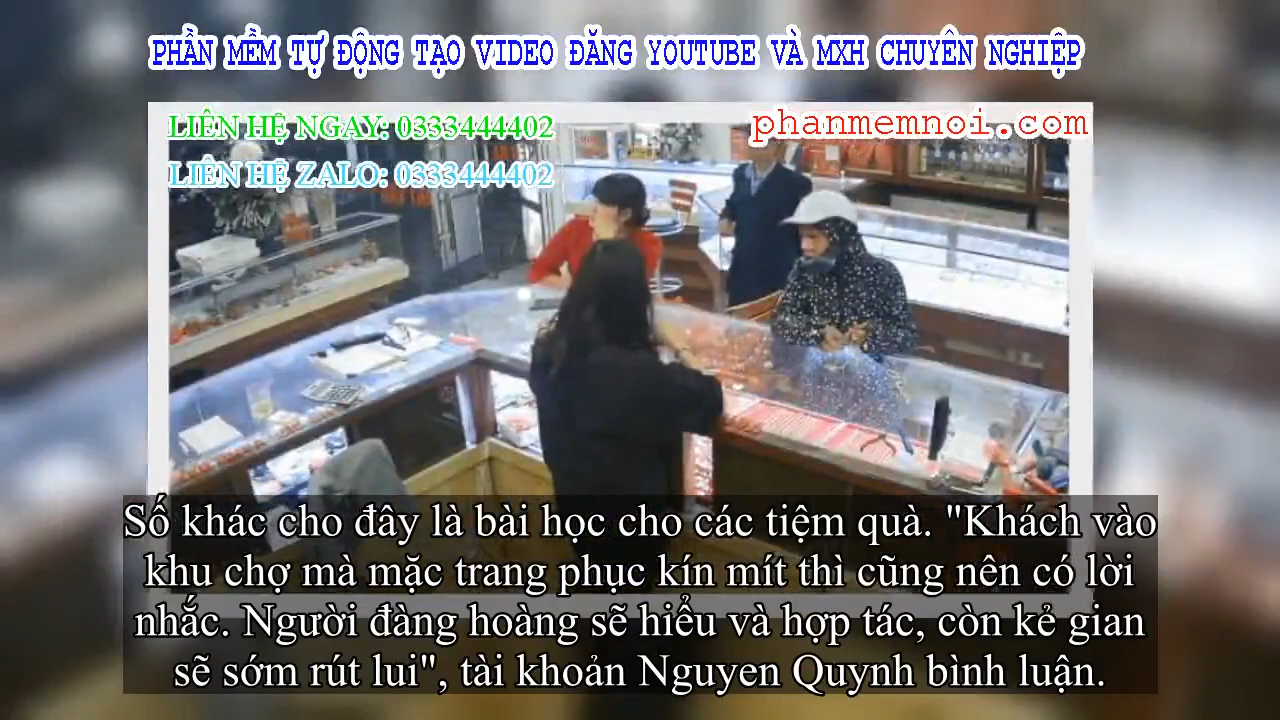 PHẦN MỀM TỰ ĐỘNG TẠO VIDEO ĐĂNG YOUTUBE VÀ MXH CHUYÊN NGHIỆP
LIÊN HỆ NGAY: 0333444402
phanmemnoi.com
LIÊN HỆ ZALO: 0333444402
Số khác cho đây là bài học cho các tiệm quà. "Khách vào
khu chợ mà mặc trang phục kín mít thì cũng nên có lời
nhắc. Người đàng hoàng sẽ hiểu và hợp tác, còn kẻ gian
sẽ sớm rút lui", tài khoản Nguyen Quynh bình luận.